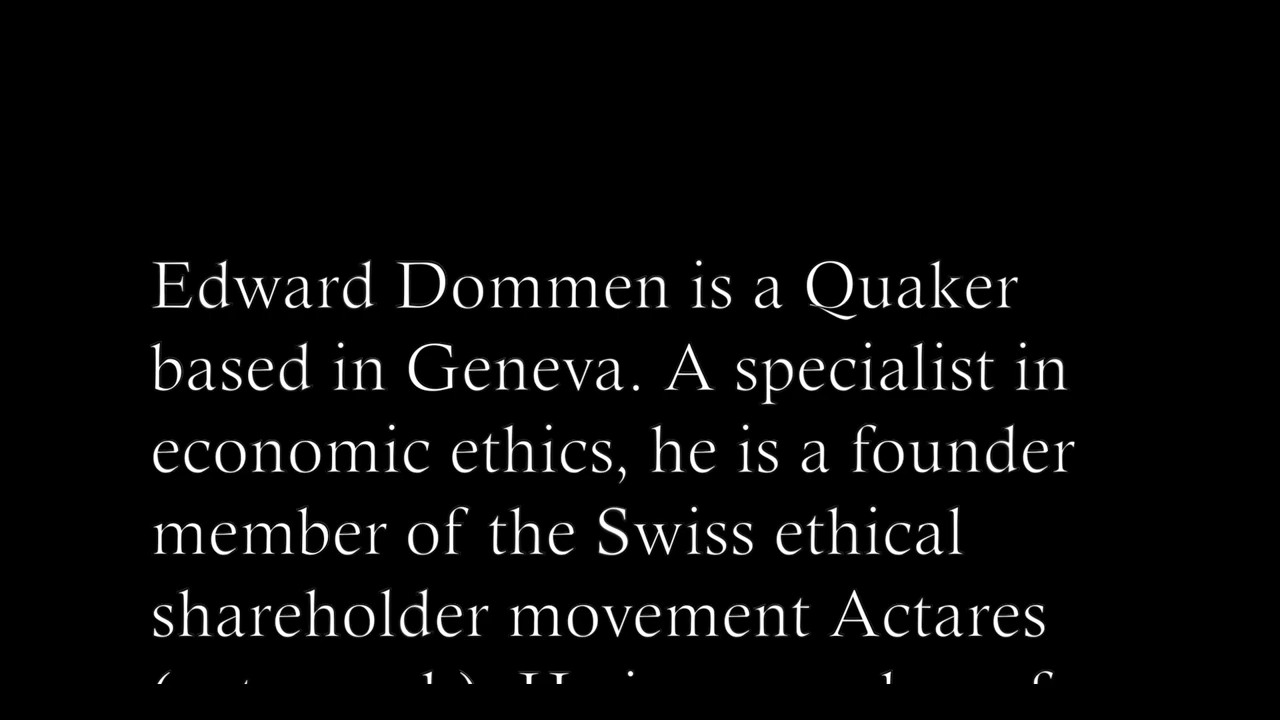 Edward Dommen is a Quaker
based in Geneva. A specialist in
economic ethics, he is a founder
member of the Swiss ethical
shareholder movement Actares